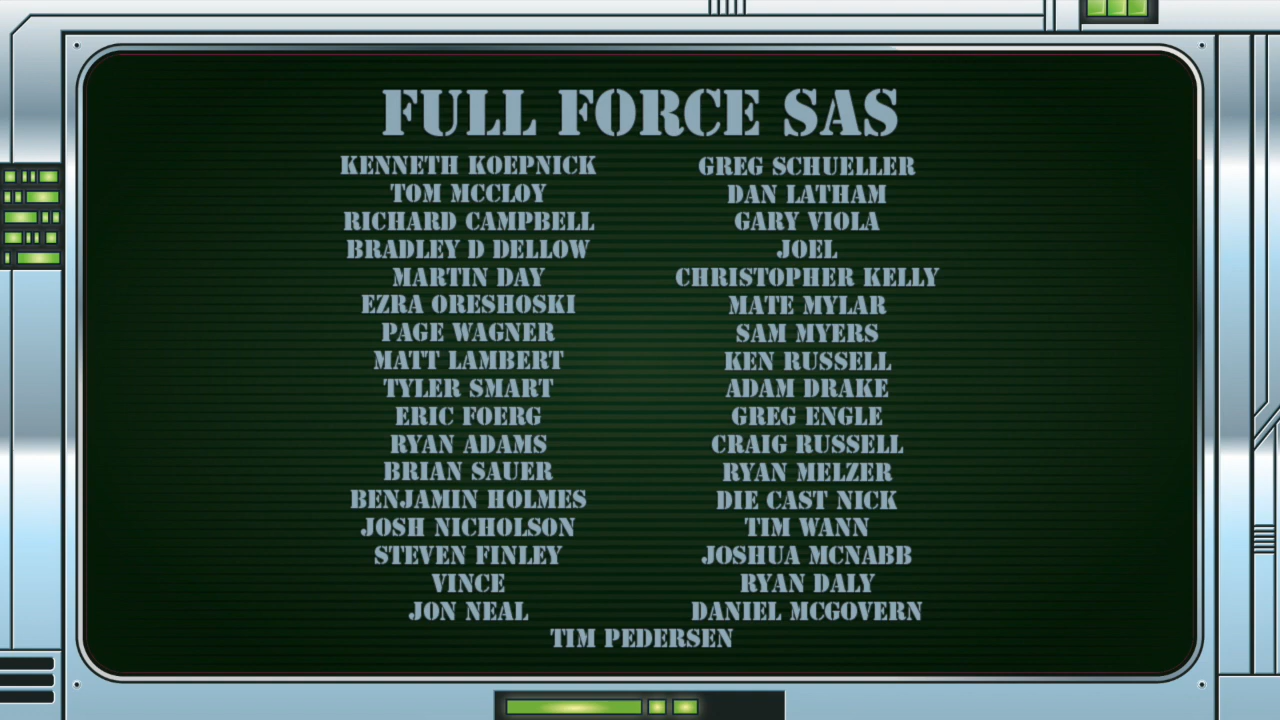 FULL FORCE SAS
KENNETH KOEPNICK
TOM MCCLOY
RICHARD CAMPBELL
BRADLEY D DELLOW
MARTIN DAY
EZRA ORESHOSKI
PAGE WAGNER
MATT LAMBERT
TYLER SMART
ERIC FOERG
RYAN ADAMS
BRIAN SAUER
BENJAMIN HOLMES
JOSH NICHOLSON
STEVEN FINLEY
VINCE
JON NEAL
GREG SCHUELLER
DAN LATHAM
GARY VIOLA
JOEL
CHRISTOPHER KELLY
MATE MYLAR
SAM MYERS
KEN RUSSELL
ADAM DRAKE
GREG ENGLE
CRAIG RUSSELL
RYAN MELZER
DIE CAST NICK
TIM WANN
JOSHUA MCNABB
RYAN DALY
DANIEL MCGOVERN
TIM PEDERSEN